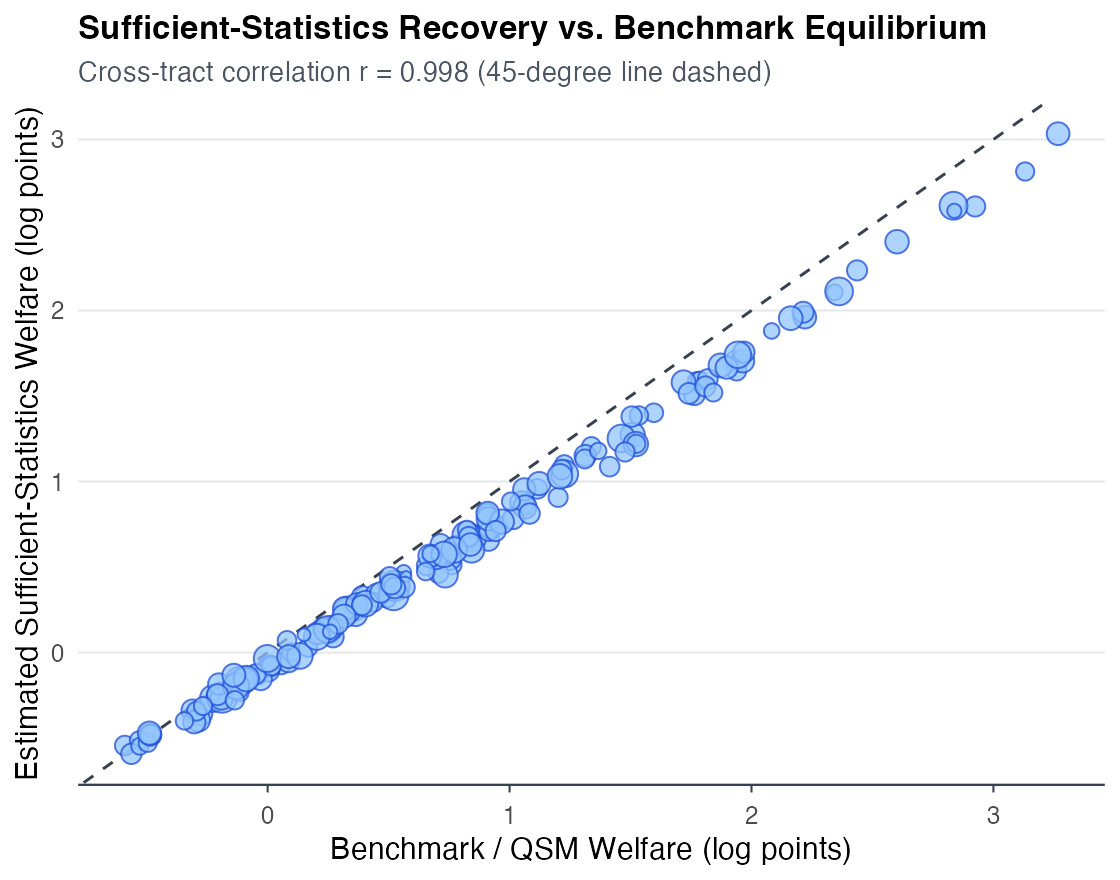 Sufficient-Statistics Recovery vs. Benchmark Equilibrium
Cross-tract correlation r = 0.998 (45-degree line dashed)
Estimated Sufficient-Statistics Welfare (log points)
3
2
1
0
0 1 2 3
Benchmark / QSM Welfare (log points)